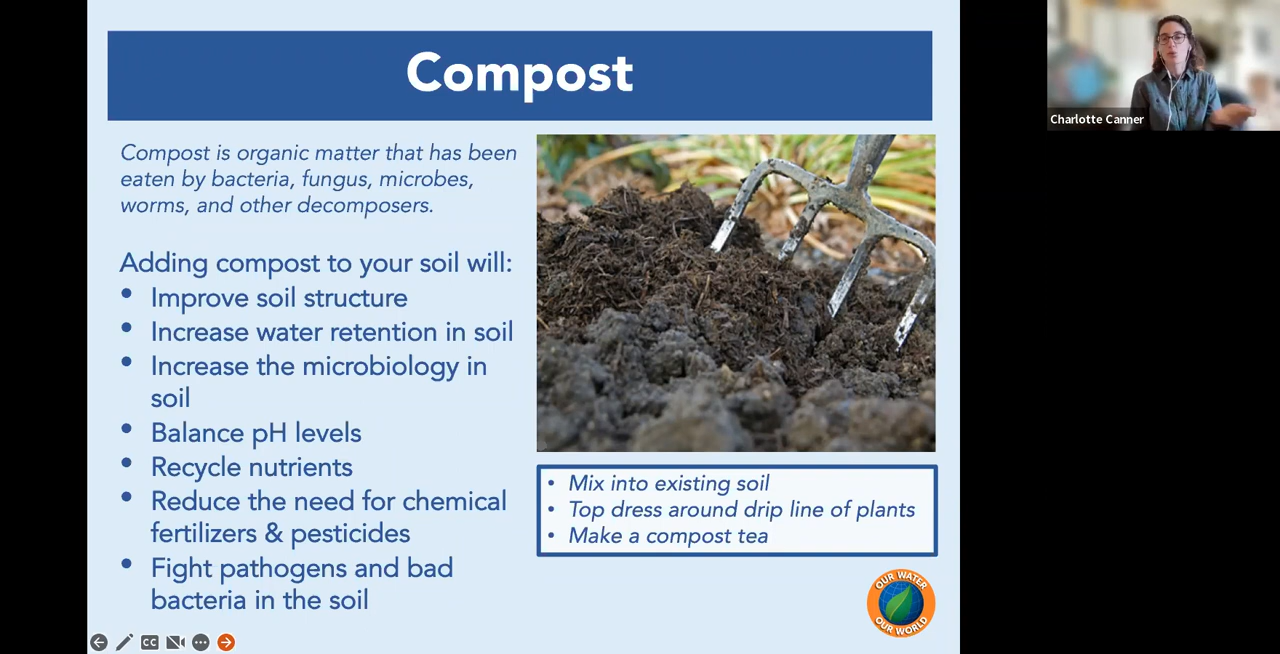 Compost
Compost is organic matter that has been
eaten by bacteria, fungus, microbes,
worms, and other decomposers.
Adding compost to your soil will:
• Improve soil structure
• Increase water retention in soil
• Increase the microbiology in
soil
• Balance pH levels
• Recycle nutrients
• Reduce the need for chemical
fertilizers & pesticides
• Fight pathogens and bad
bacteria in the soil
• Mix into existing soil
• Top dress around drip line of plants
• Make a compost tea
OUR WATER
OUR WORLD
CC
Charlotte Canner